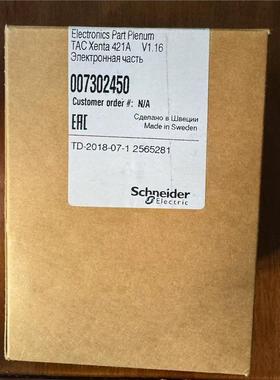 Electronics Part Plenum
TAC Xenta 421A V1.16
Электронная часть
007302450
Customer order #: N/A
EAC
Сделано в Швеции
Made in Sweden
TD-2018-07-1 2565281
Schneider
Electric